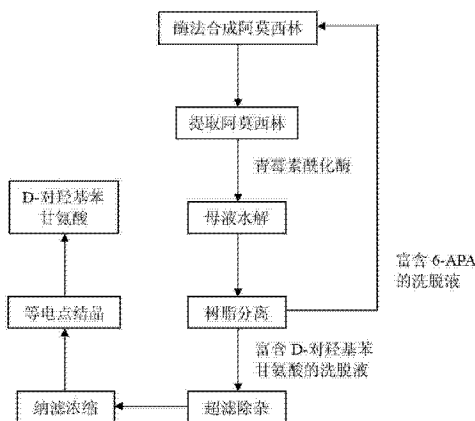 酶法合成阿莫西林
提取阿莫西林
青霉素酰化酶
母液水解
树脂分离
富含 6-APA
的洗脱液
富含 D-对羟基苯
甘氨酸的洗脱液
超滤除杂
纳滤浓缩
等电点结晶
D-对羟基苯
甘氨酸